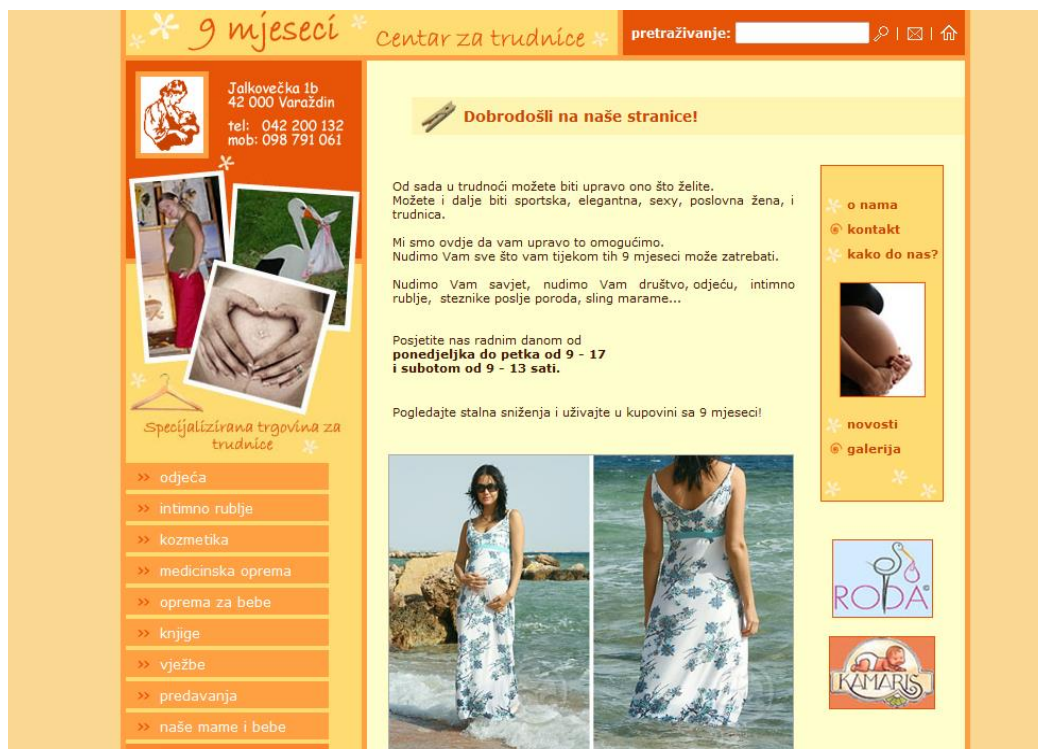 9 mjeseci
Centar za trudnice
pretraživanje:
Jalkovečka 1b
42 000 Varaždin
tel: 042 200 132
mob: 098 791 061
Dobrodošli na naše stranice!
Od sada u trudnoći možete biti upravo ono što želite.
Možete i dalje biti sportska, elegantna, sexy, poslovna žena, i
trudnica.
Mi smo ovdje da vam upravo to omogućimo.
Nudimo Vam sve što vam tijekom tih 9 mjeseci može zatrebati.
Nudimo Vam savjet, nudimo Vam društvo, odjeću, intimno
rublje, steznike poslje poroda, sling marame...
Posjetite nas radnim danom od
ponedjeljka do petka od 9 - 17
i subotom od 9 - 13 sati.
Pogledajte stalna sniženja i uživajte u kupovini sa 9 mjeseci!
o nama
kontakt
kako do nas?
novosti
galerija
RODA
KAMARIS
Specijalizirana trgovina za
trudnice
>> odjeća
>> intimno rublje
>> kozmetika
>> medicinska oprema
>> oprema za bebe
>> knjige
>> vježbe
>> predavanja
>> naše mame i bebe